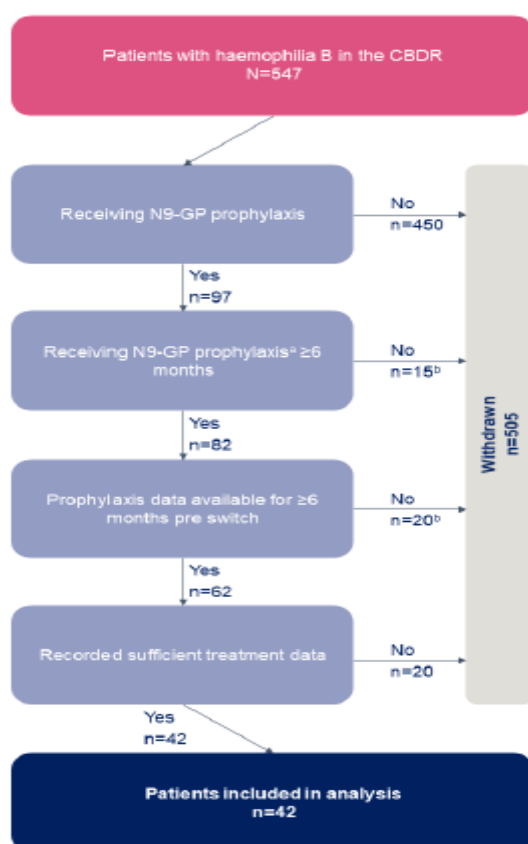 Patients with haemophilia B in the CBDR
N=547
Receiving N9-GP prophylaxis
No
n=450
Yes
n=97
Receiving N9-GP prophylaxisᵃ ≥6
months
No
n=15ᵇ
Yes
n=82
Prophylaxis data available for ≥6
months pre switch
No
n=20ᵇ
Yes
n=62
Recorded sufficient treatment data
No
n=20
Yes
n=42
Withdrawn
n=505
Patients included in analysis
n=42